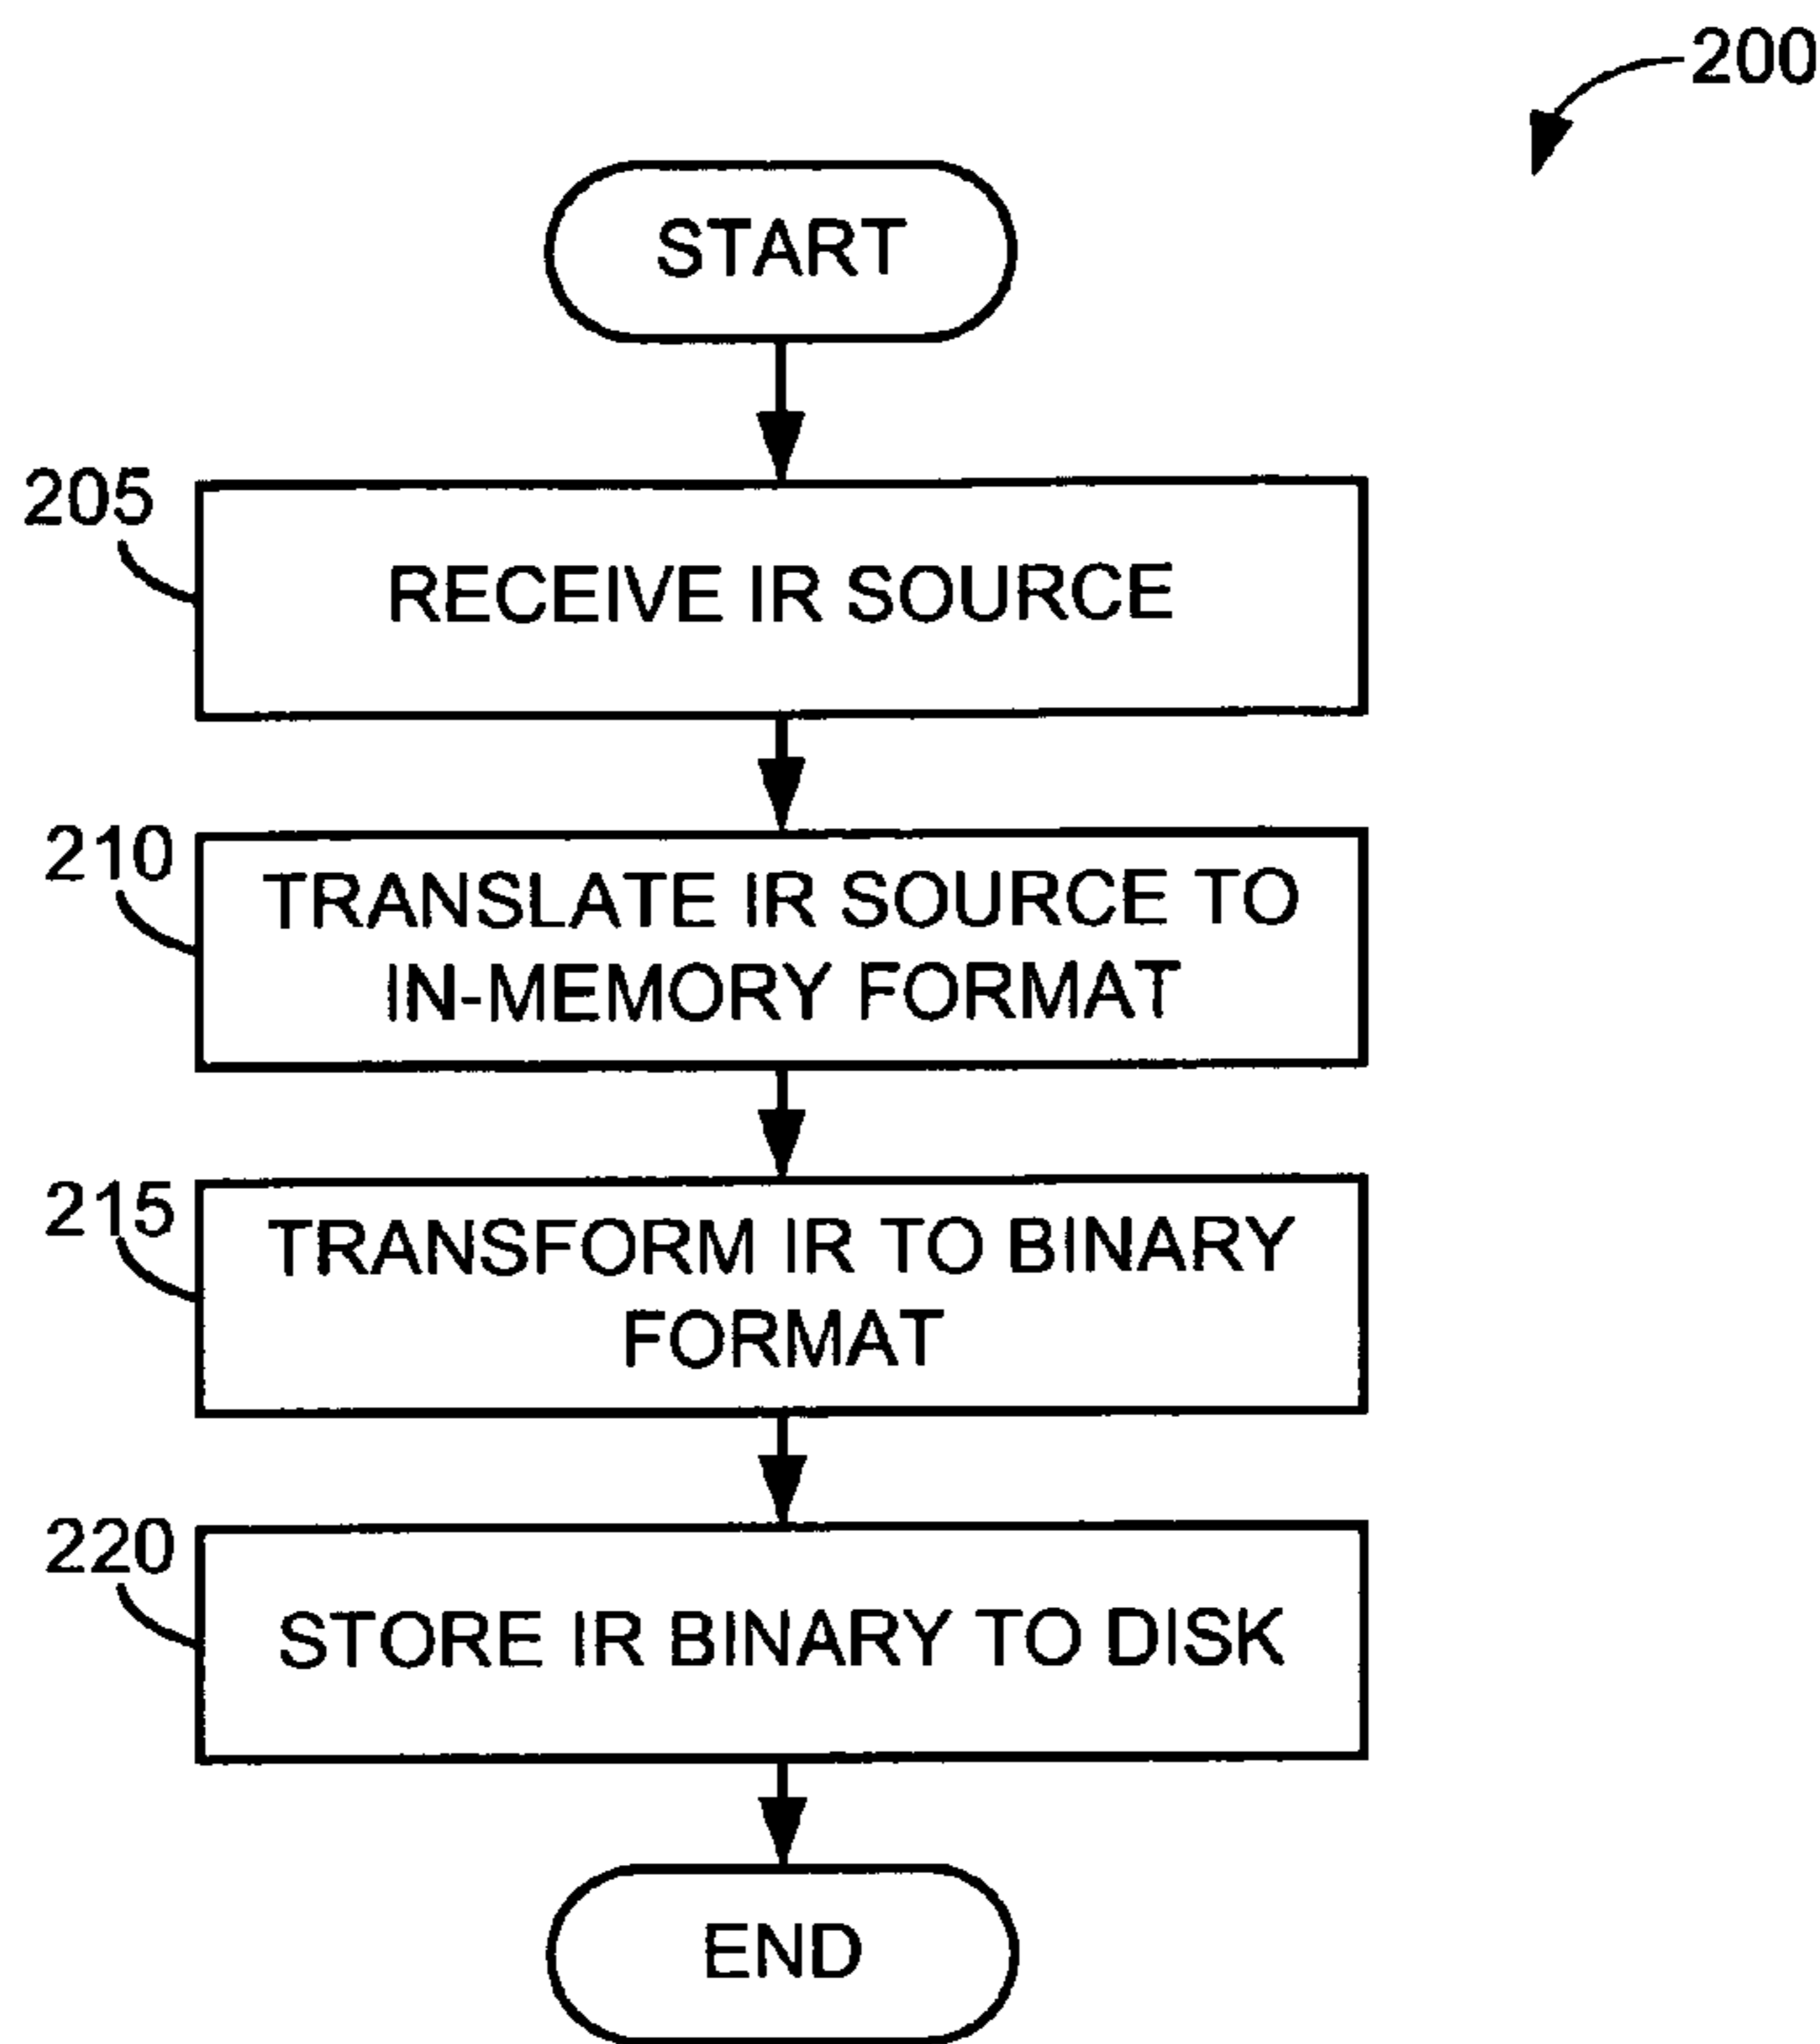 200
START
205
RECEIVE IR SOURCE
210
TRANSLATE IR SOURCE TO
IN-MEMORY FORMAT
215
TRANSFORM IR TO BINARY
FORMAT
220
STORE IR BINARY TO DISK
END